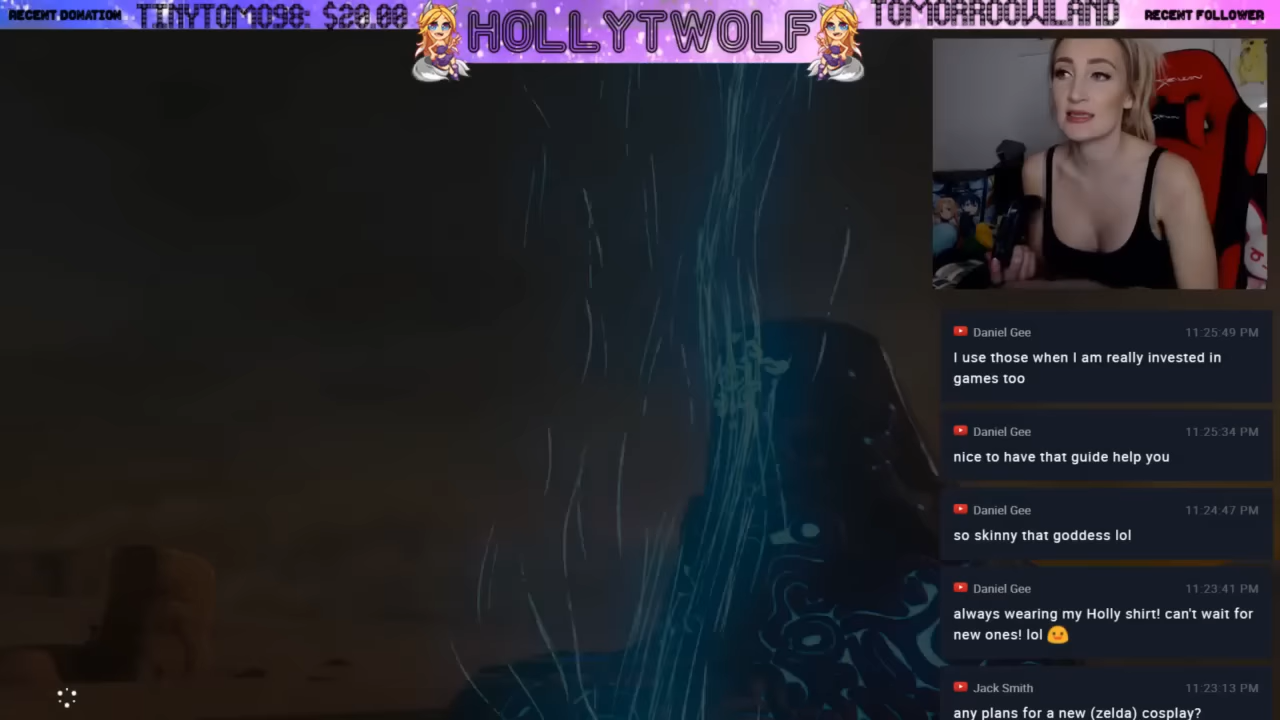 RECENT DONATION
TINYTOMO98: $20.00
HOLLYTWOLF
TOMORROOWLAND
RECENT FOLLOWER
Daniel Gee 11:25:49 PM
I use those when I am really invested in
games too
Daniel Gee 11:25:34 PM
nice to have that guide help you
Daniel Gee 11:24:47 PM
so skinny that goddess lol
Daniel Gee 11:23:41 PM
always wearing my Holly shirt! can't wait for
new ones! lol
Jack Smith 11:23:13 PM
any plans for a new (zelda) cosplay?